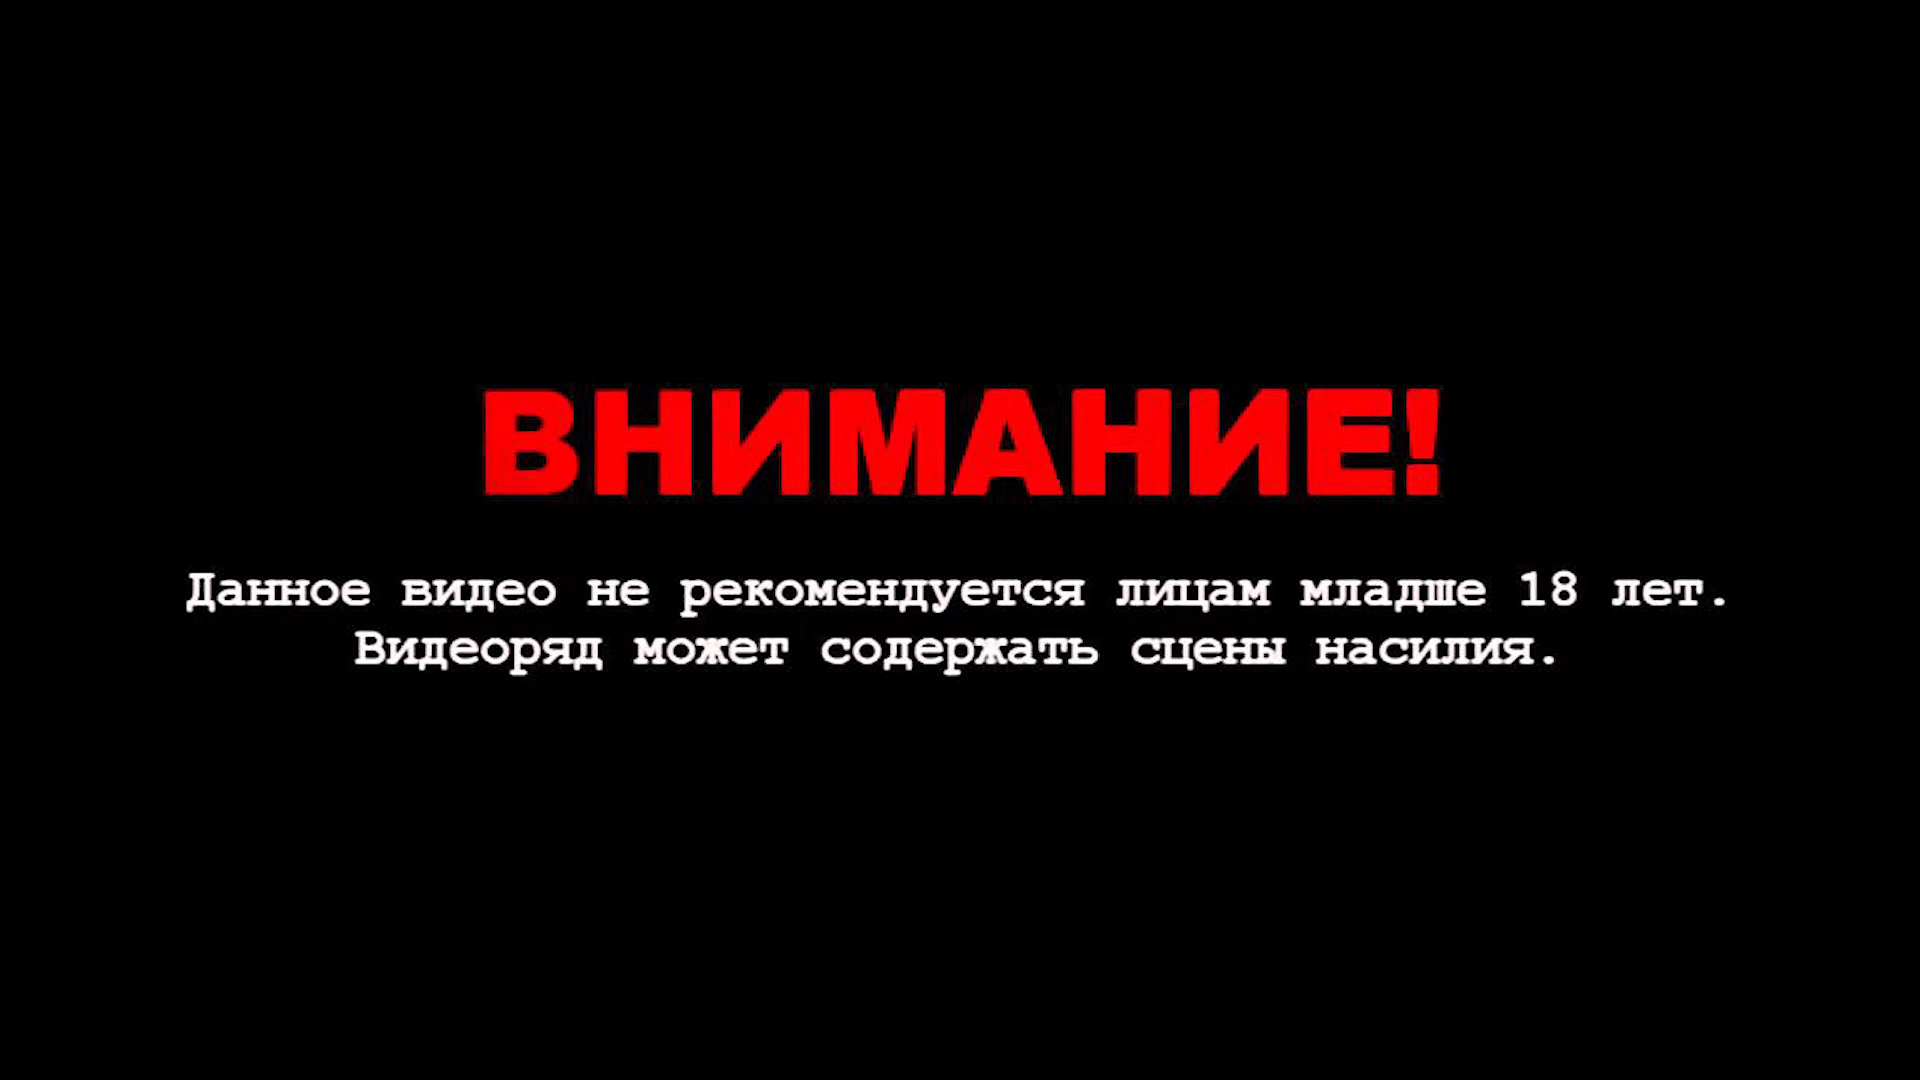 ВНИМАНИЕ!
Данное видео не рекомендуется лицам младше 18 лет.
Видеоряд может содержать сцены насилия.